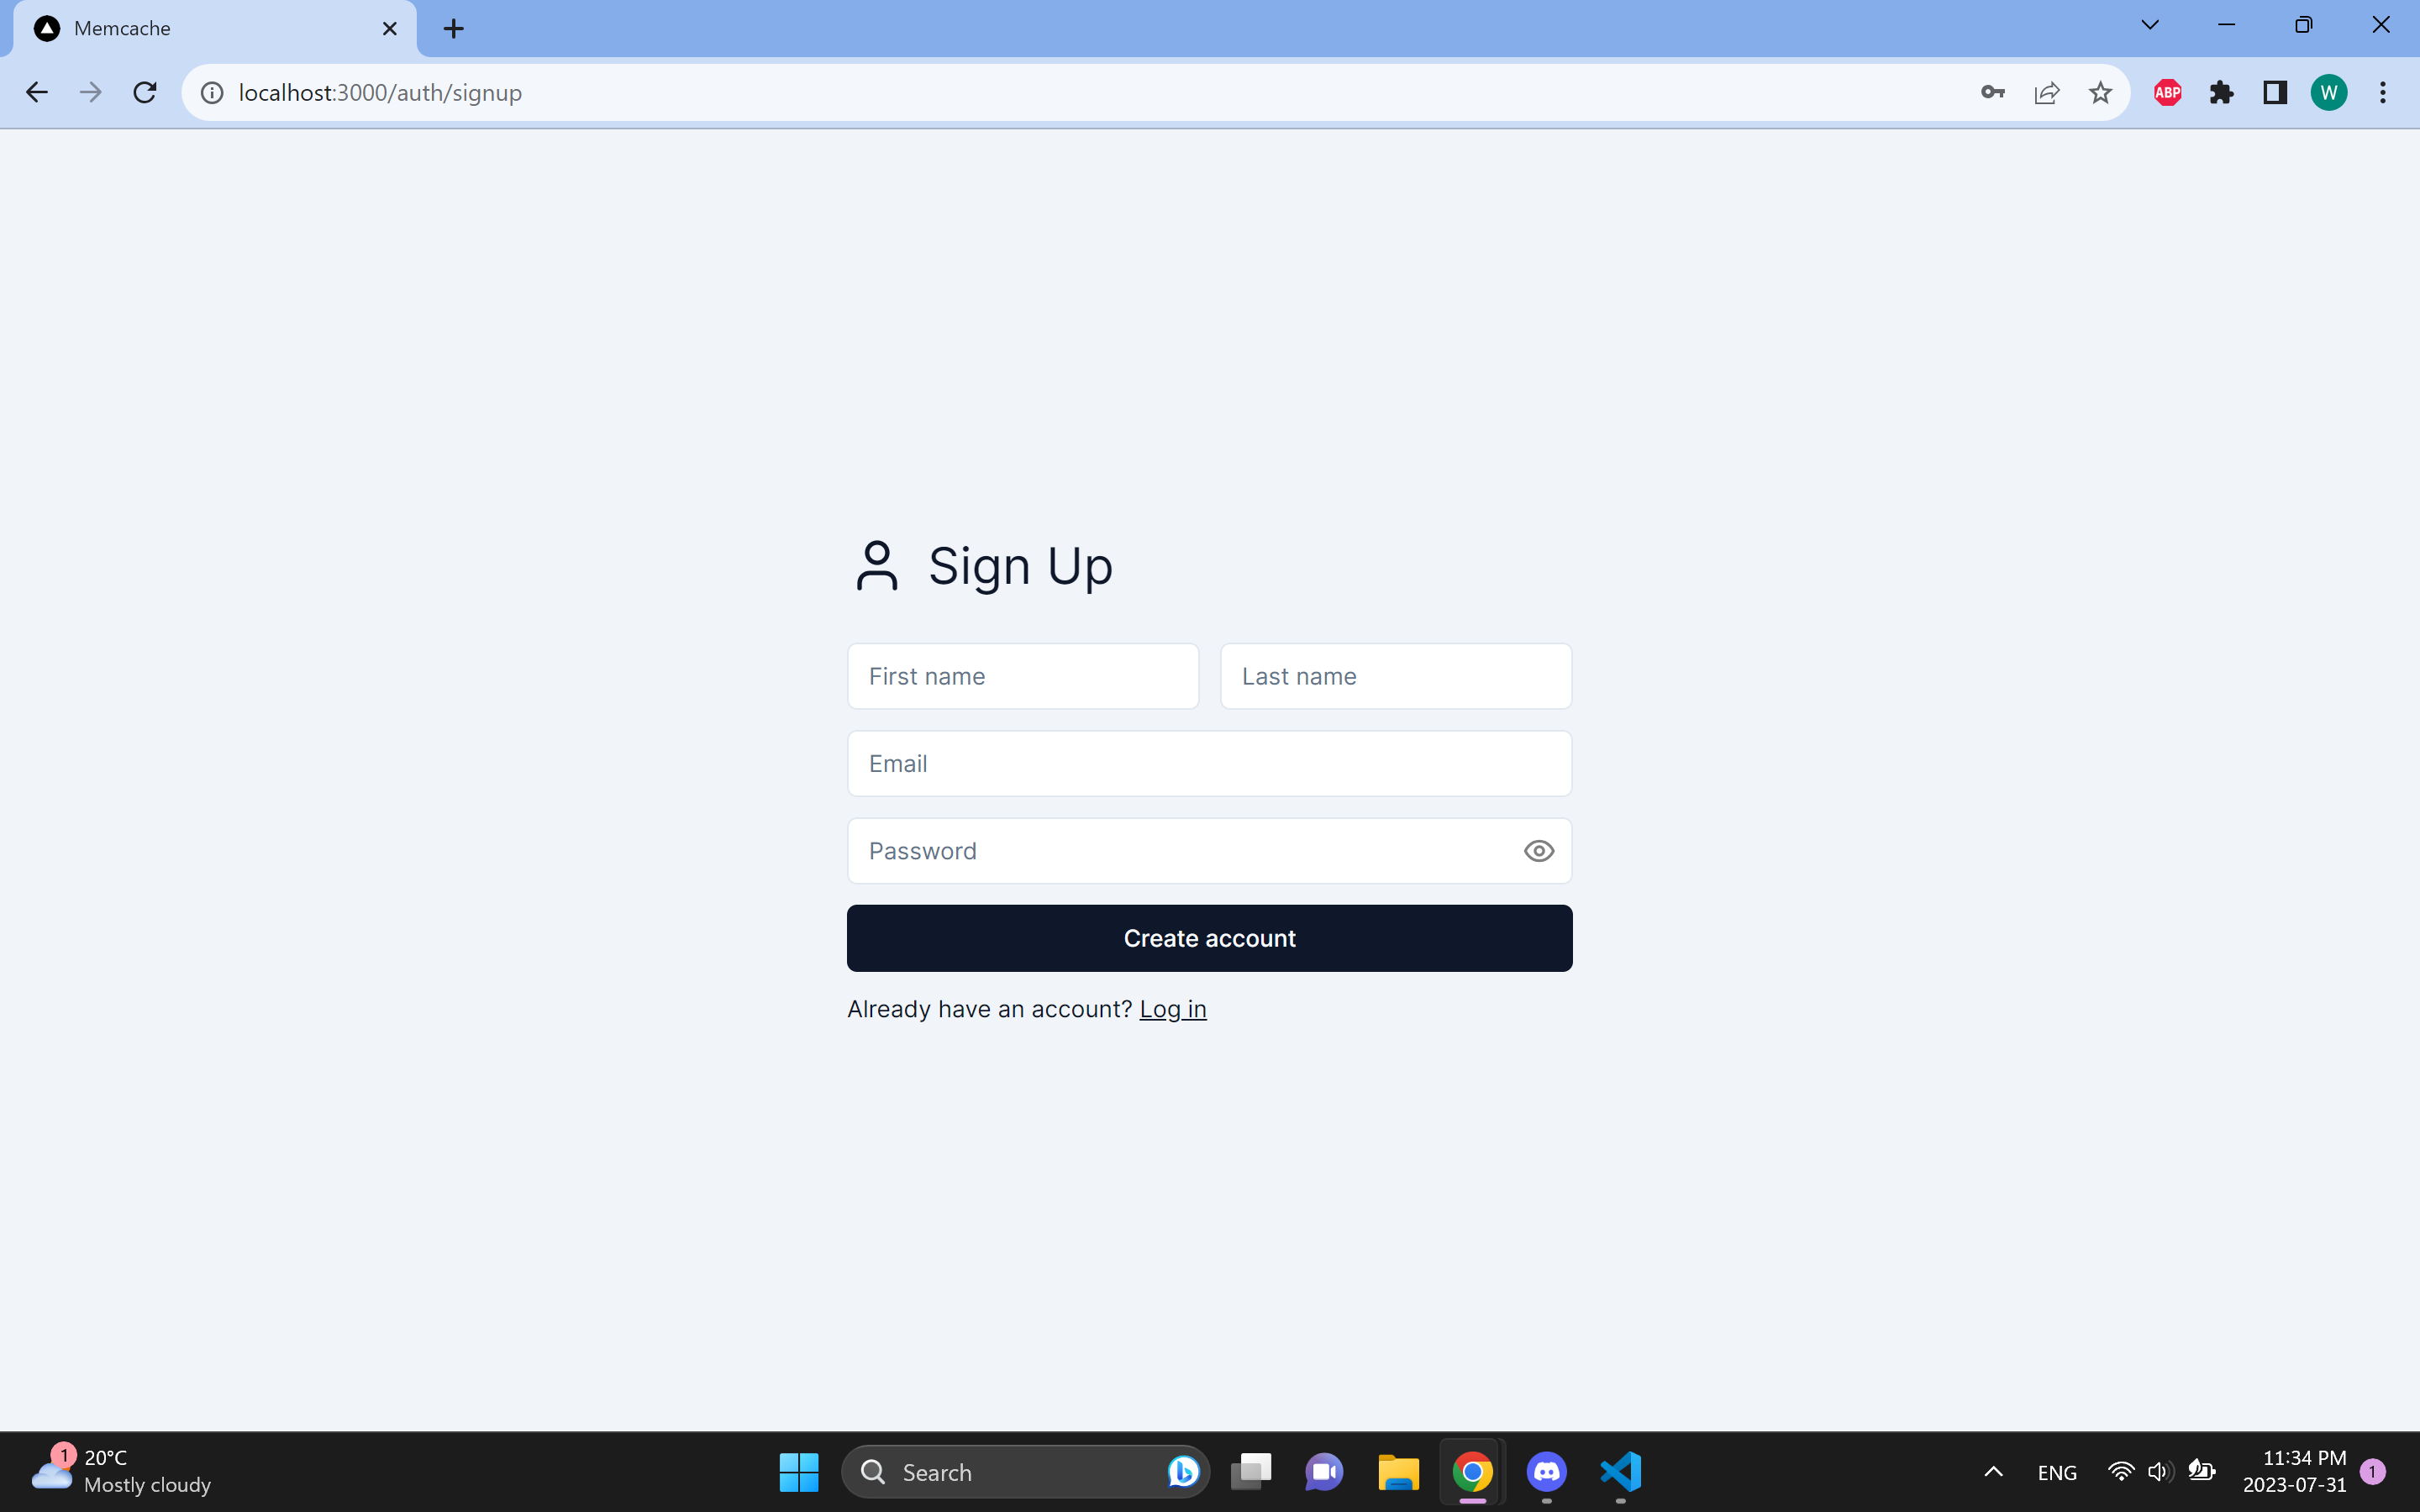 Memcache
localhost:3000/auth/signup
ABP
W
Sign Up
First name
Last name
Email
Password
Create account
Already have an account? Log in
1
20°C
Mostly cloudy
Search
ENG
11:34 PM
2023-07-31
1